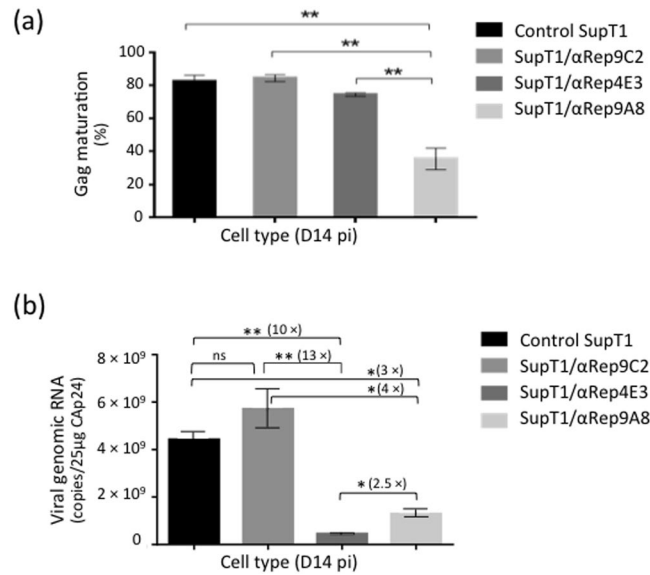 (a)
**
**
**
100
80
60
40
20
0
Gag maturation
(%)
Cell type (D14 pi)
Control SupT1
SupT1/αRep9C2
SupT1/αRep4E3
SupT1/αRep9A8
(b)
** (10 ×)
ns
** (13 ×)
*(3 ×)
*(4 ×)
* (2.5 ×)
8 × 10⁹
6 × 10⁹
4 × 10⁹
2 × 10⁹
0
Viral genomic RNA
(copies/25µg CAp24)
Cell type (D14 pi)
Control SupT1
SupT1/αRep9C2
SupT1/αRep4E3
SupT1/αRep9A8